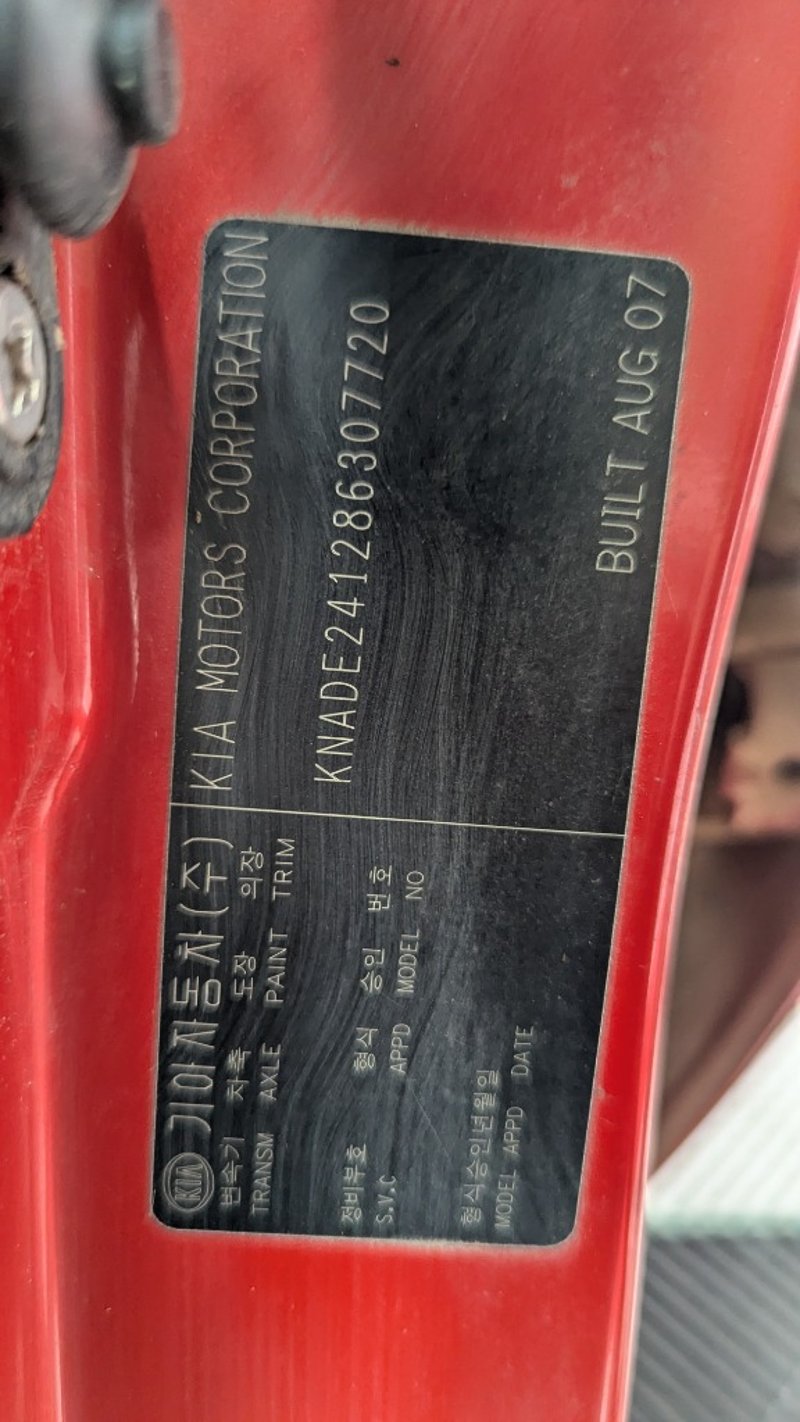 KIA 기아자동차(주)
KIA MOTORS CORPORATION
변속기 차축 도장 의장
TRANSM AXLE PAINT TRIM
KNADE241286307720
정비부호 형식 승인 번호
S.V.C APPD MODEL NO
형식승인년월일
MODEL APPD DATE
BUILT AUG 07